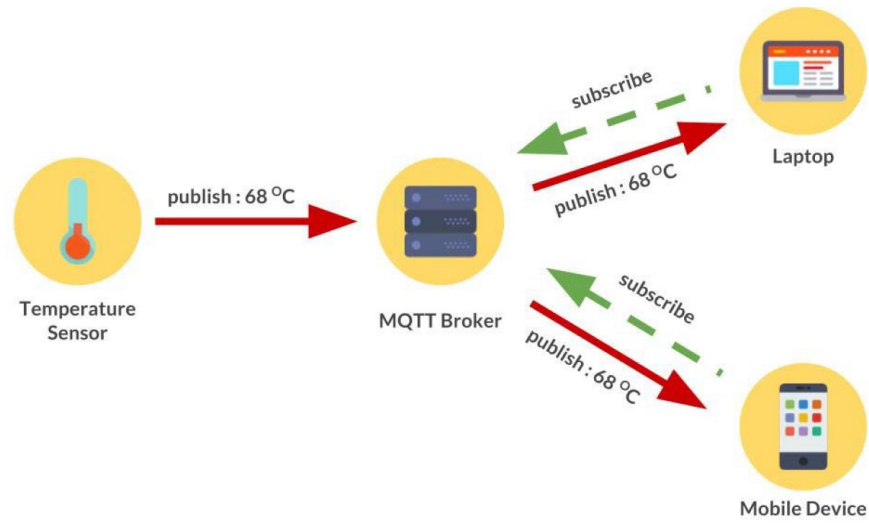 subscribe
publish : 68 °C
Laptop
publish : 68 °C
Temperature
Sensor
MQTT Broker
subscribe
publish : 68 °C
Mobile Device